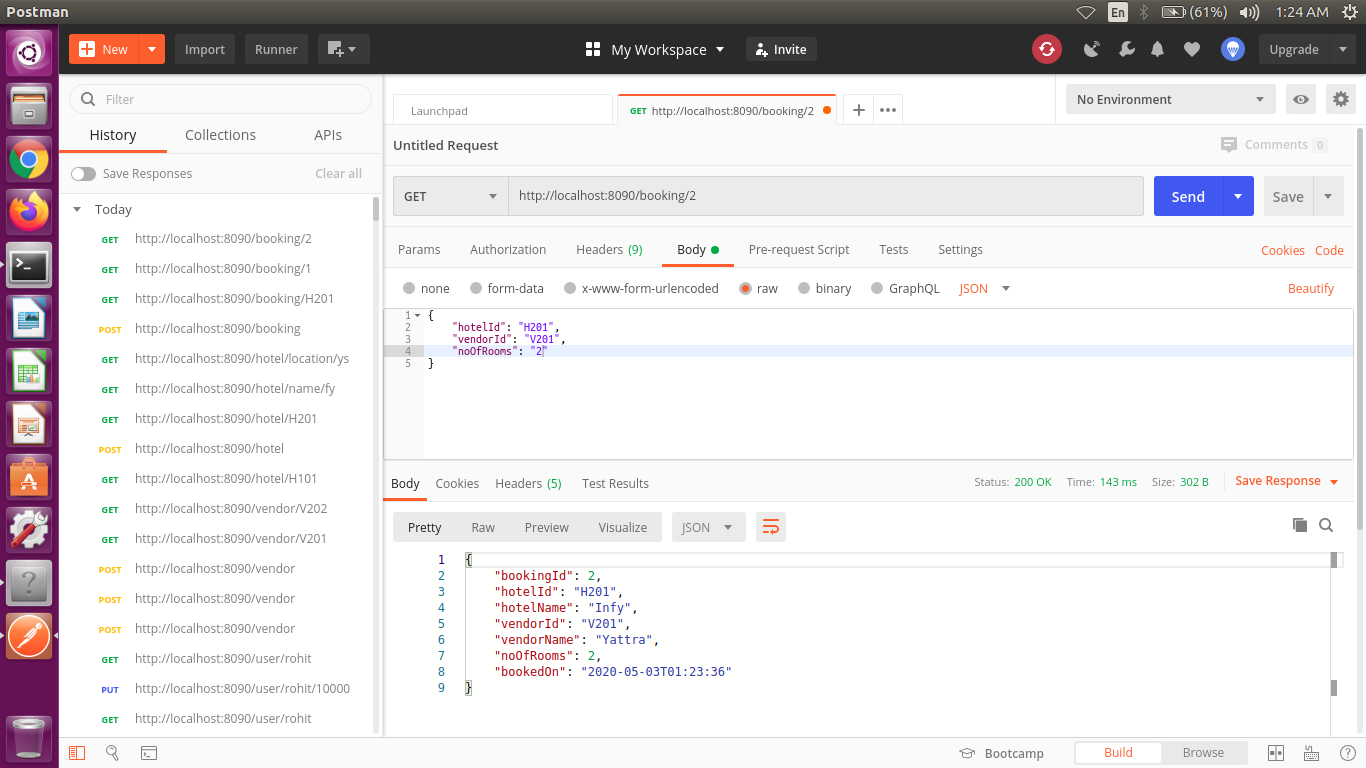 Postman
En
(61%)
1:24 AM
New
Import
Runner
My Workspace
Invite
Upgrade
Filter
History
Collections
APIs
Save Responses
Clear all
Today
GET http://localhost:8090/booking/2
GET http://localhost:8090/booking/1
GET http://localhost:8090/booking/H201
POST http://localhost:8090/booking
GET http://localhost:8090/hotel/location/ys
GET http://localhost:8090/hotel/name/fy
GET http://localhost:8090/hotel/H201
POST http://localhost:8090/hotel
GET http://localhost:8090/hotel/H101
GET http://localhost:8090/vendor/V202
GET http://localhost:8090/vendor/V201
POST http://localhost:8090/vendor
POST http://localhost:8090/vendor
POST http://localhost:8090/vendor
GET http://localhost:8090/user/rohit
PUT http://localhost:8090/user/rohit/10000
GET http://localhost:8090/user/rohit
Launchpad
GET http://localhost:8090/booking/2
No Environment
Untitled Request
Comments 0
GET
http://localhost:8090/booking/2
Send
Save
Params
Authorization
Headers (9)
Body
Pre-request Script
Tests
Settings
Cookies
Code
none
form-data
x-www-form-urlencoded
raw
binary
GraphQL
JSON
Beautify
1 {
2 "hotelId": "H201",
3 "vendorId": "V201",
4 "noOfRooms": "2"
5 }
Body
Cookies
Headers (5)
Test Results
Status: 200 OK
Time: 143 ms
Size: 302 B
Save Response
Pretty
Raw
Preview
Visualize
JSON
1 {
2 "bookingId": 2,
3 "hotelId": "H201",
4 "hotelName": "Infy",
5 "vendorId": "V201",
6 "vendorName": "Yattra",
7 "noOfRooms": 2,
8 "bookedOn": "2020-05-03T01:23:36"
9 }
Bootcamp
Build
Browse